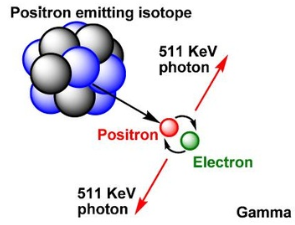 Positron emitting isotope
511 KeV
photon
Positron
Electron
511 KeV
photon
Gamma